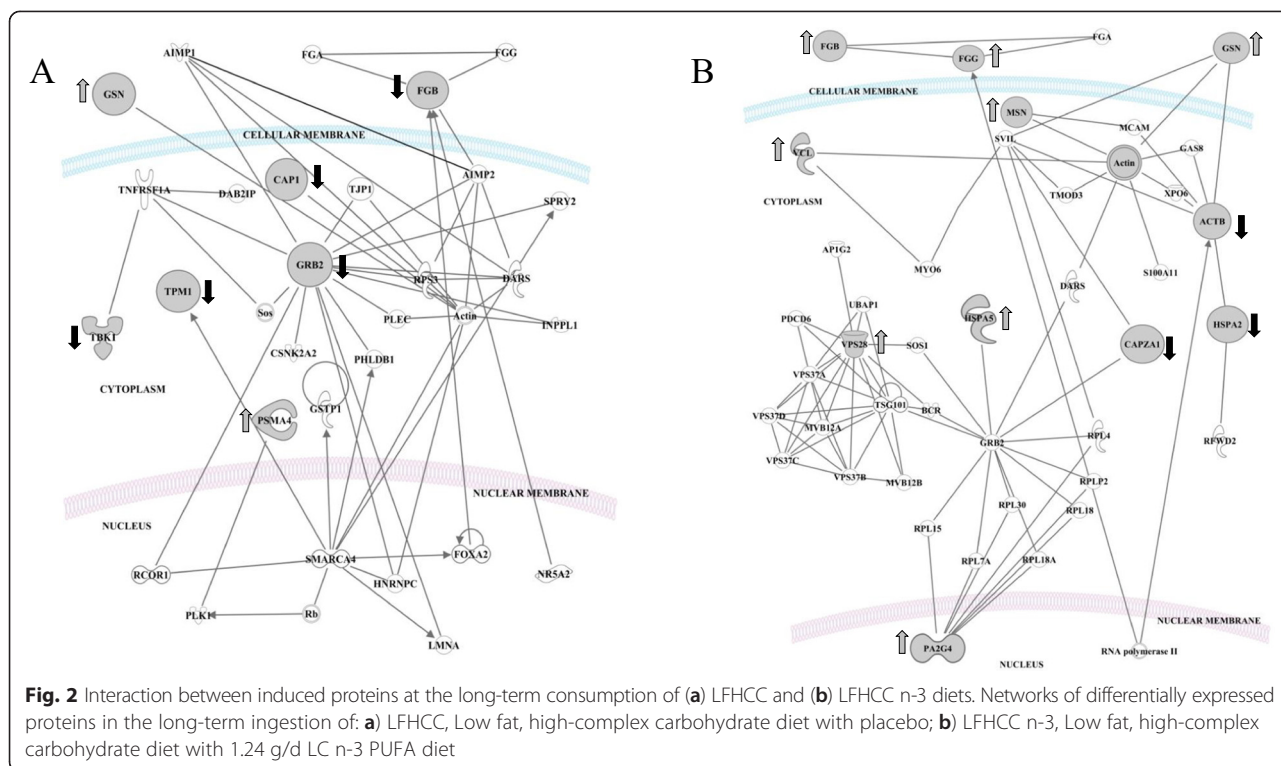 A
AIMP1
FGA
FGG
GSN
FGB
CELLULAR MEMBRANE
CAP1
AIMP2
TNFRSF1A
DAB2IP
TJP1
SPRY2
GRB2
RPS3
DARS
TPM1
Sos
PLEC
Actin
INPPL1
TBK1
CSNK2A2
PHLDB1
CYTOPLASM
GSTP1
PSMA4
NUCLEAR MEMBRANE
NUCLEUS
SMARCA4
FOXA2
RCOR1
HNRNPC
NR5A2
PLK1
Rb
LMNA
B
FGB
FGA
FGG
GSN
CELLULAR MEMBRANE
MSN
SVIL
MCAM
VCL
Actin
GAS8
CYTOPLASM
TMOD3
XPO6
ACTB
AP1G2
MYO6
S100A11
DARS
UBAP1
PDCD6
HSPA5
VPS28
SOS1
CAPZA1
HSPA2
VPS37A
TSG101
BCR
VPS37D
MVB12A
GRB2
RPL4
RFWD2
VPS37C
VPS37B
MVB12B
RPLP2
RPL30
RPL18
RPL15
RPL7A
RPL18A
NUCLEAR MEMBRANE
PA2G4
RNA polymerase II
NUCLEUS
Fig. 2 Interaction between induced proteins at the long-term consumption of (a) LFHCC and (b) LFHCC n-3 diets. Networks of differentially expressed
proteins in the long-term ingestion of: a) LFHCC, Low fat, high-complex carbohydrate diet with placebo; b) LFHCC n-3, Low fat, high-complex
carbohydrate diet with 1.24 g/d LC n-3 PUFA diet